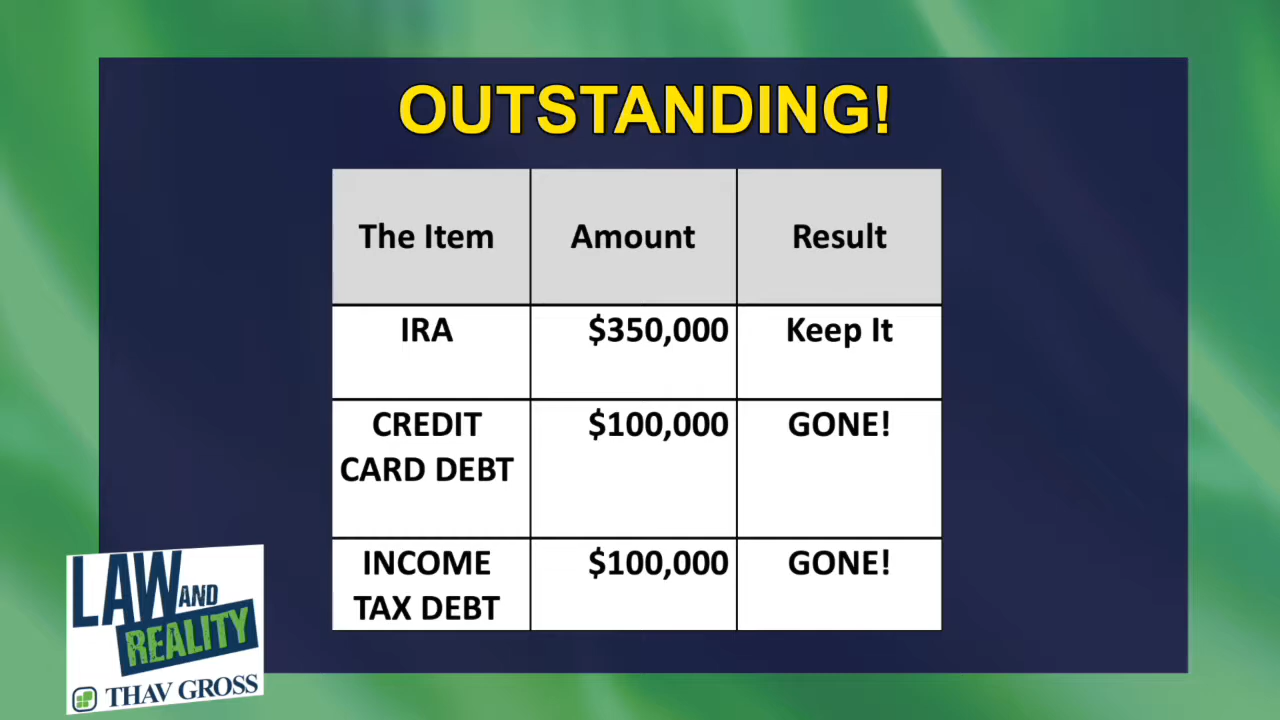 OUTSTANDING!
The Item Amount Result
IRA $350,000 Keep It
CREDIT $100,000 GONE!
CARD DEBT
INCOME $100,000 GONE!
TAX DEBT
LAW AND
REALITY
THAV GROSS